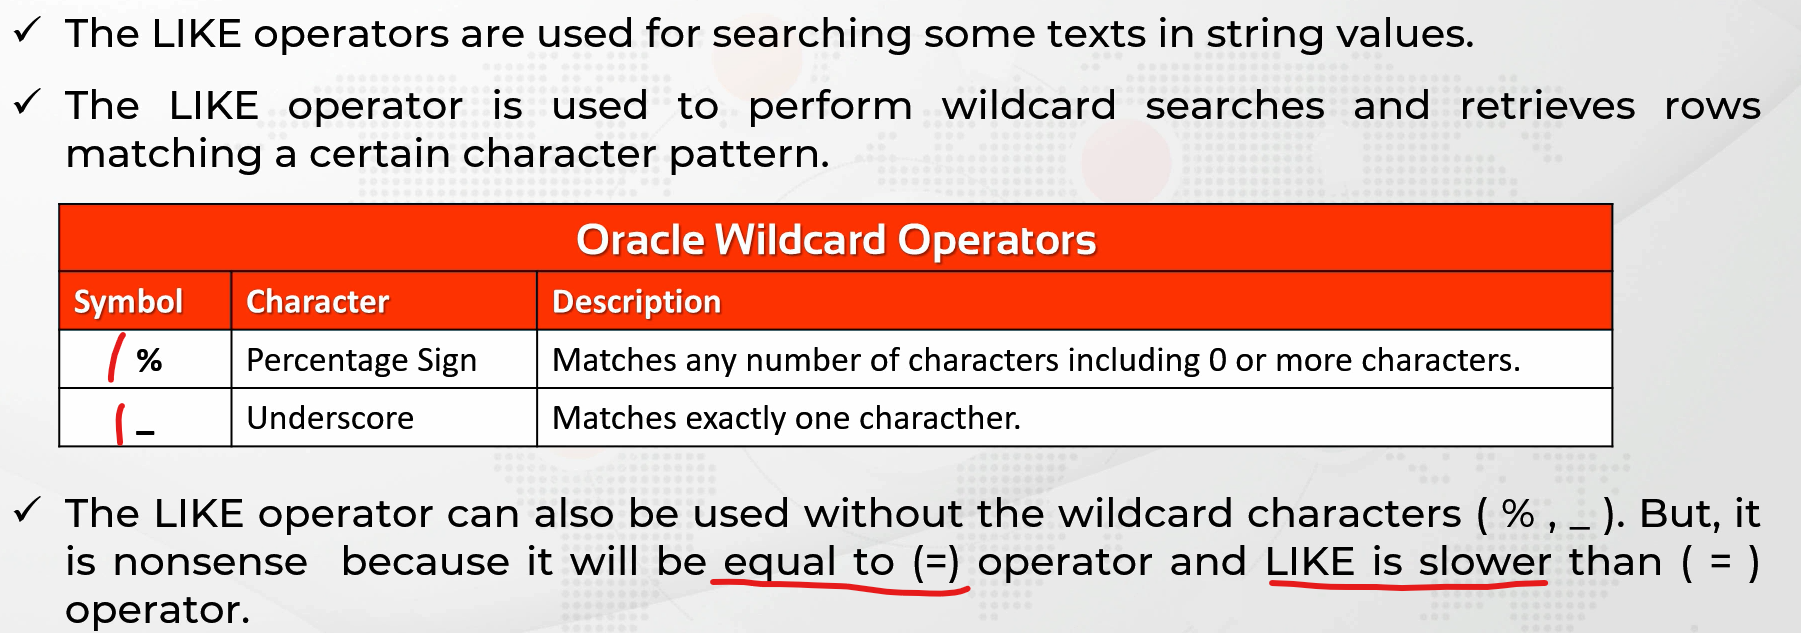 ✓ The LIKE operators are used for searching some texts in string values.
✓ The LIKE operator is used to perform wildcard searches and retrieves rows
matching a certain character pattern.
Oracle Wildcard Operators
Symbol Character Description
% Percentage Sign Matches any number of characters including 0 or more characters.
_ Underscore Matches exactly one characther.
✓ The LIKE operator can also be used without the wildcard characters ( % , _ ). But, it
is nonsense because it will be equal to (=) operator and LIKE is slower than ( = )
operator.